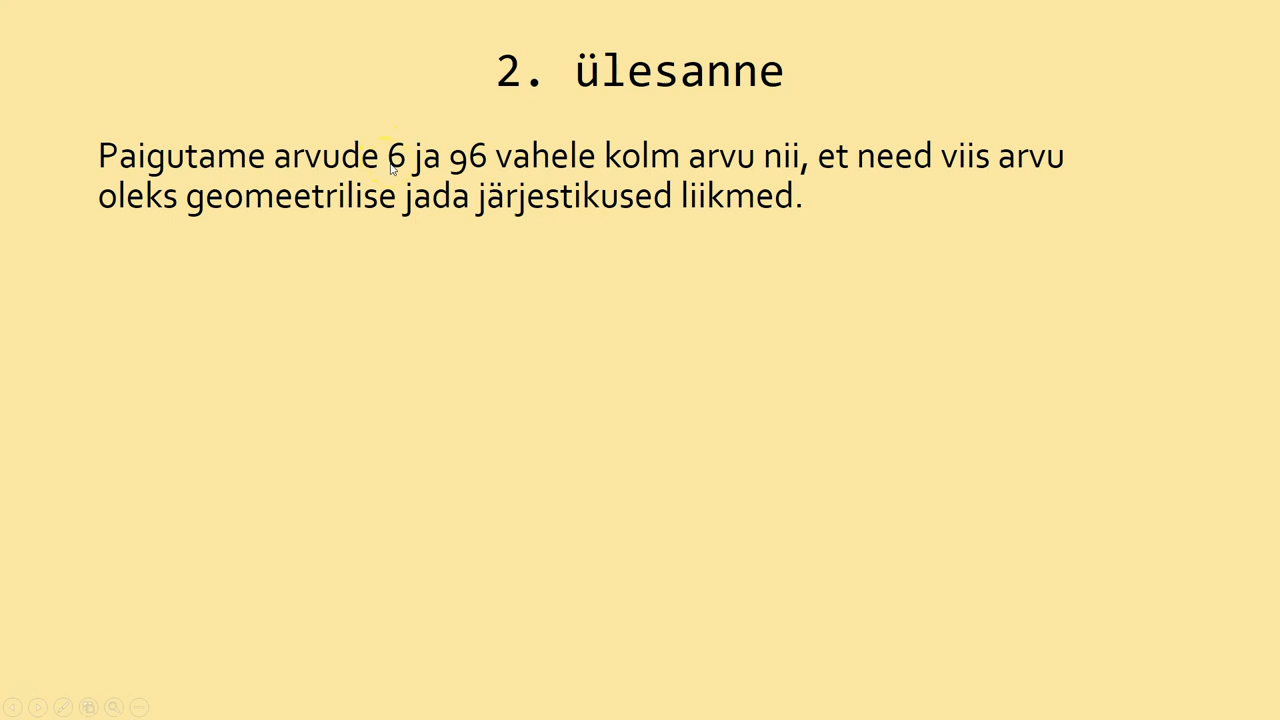 2. ülesanne
Paigutame arvude 6 ja 96 vahele kolm arvu nii, et need viis arvu
oleks geomeetrilise jada järjestikused liikmed.